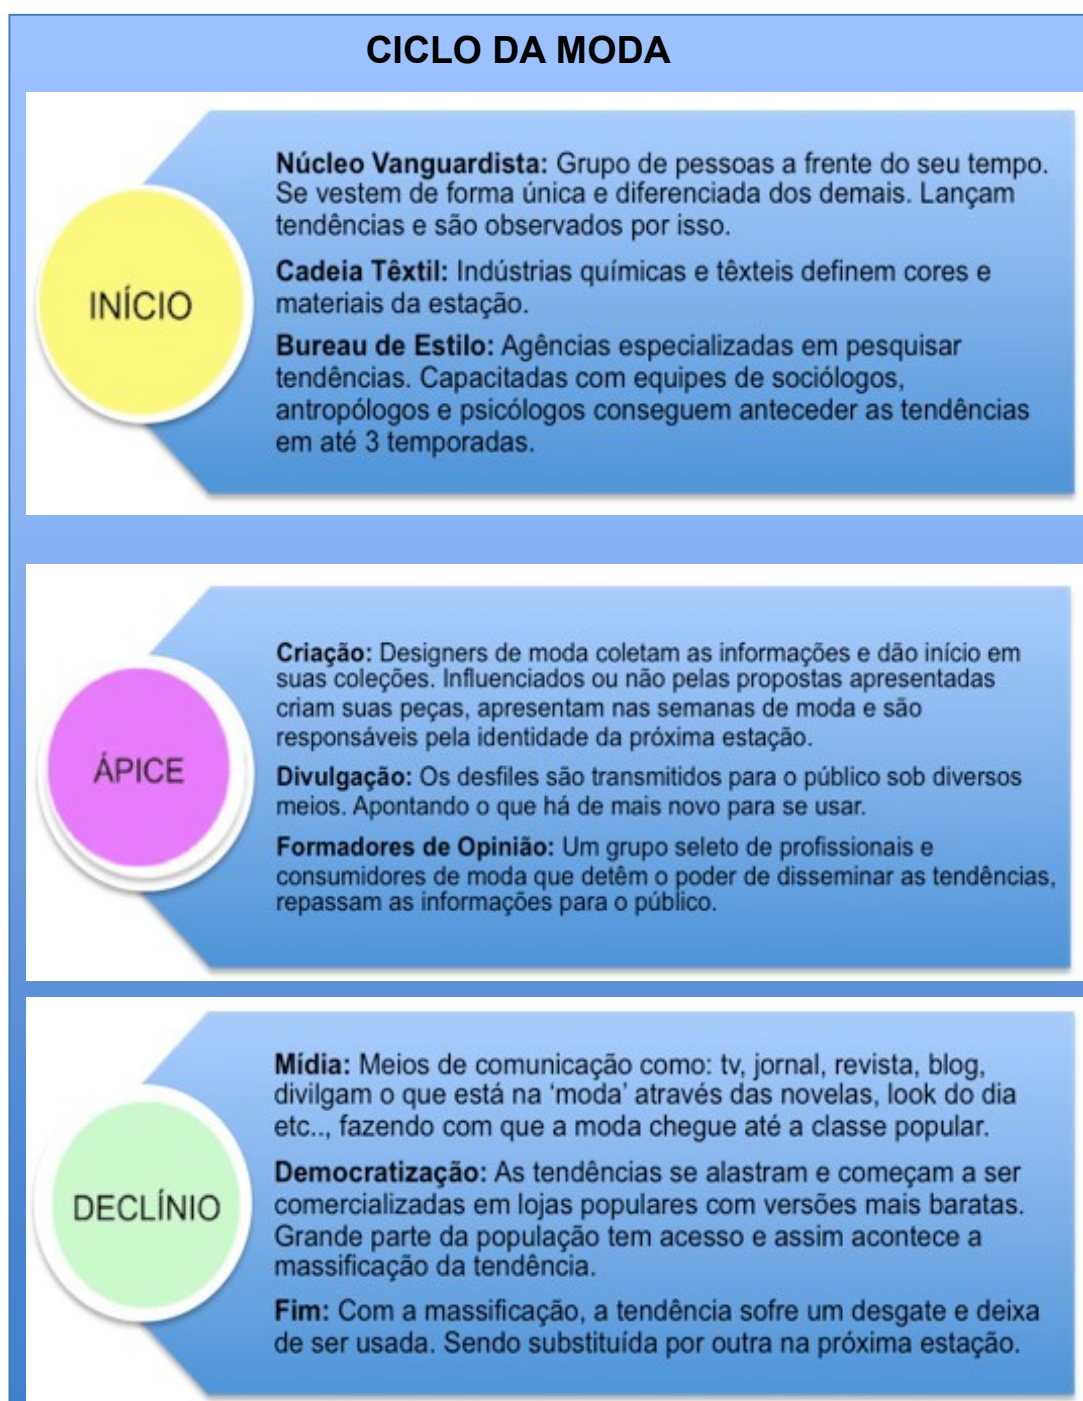 CICLO DA MODA
INÍCIO
Núcleo Vanguardista: Grupo de pessoas a frente do seu tempo.
Se vestem de forma única e diferenciada dos demais. Lançam
tendências e são observados por isso.
Cadeia Têxtil: Indústrias químicas e têxteis definem cores e
materiais da estação.
Bureau de Estilo: Agências especializadas em pesquisar
tendências. Capacitadas com equipes de sociólogos,
antropólogos e psicólogos conseguem anteceder as tendências
em até 3 temporadas.
ÁPICE
Criação: Designers de moda coletam as informações e dão início em
suas coleções. Influenciados ou não pelas propostas apresentadas
criam suas peças, apresentam nas semanas de moda e são
responsáveis pela identidade da próxima estação.
Divulgação: Os desfiles são transmitidos para o público sob diversos
meios. Apontando o que há de mais novo para se usar.
Formadores de Opinião: Um grupo seleto de profissionais e
consumidores de moda que detêm o poder de disseminar as tendências,
repassam as informações para o público.
DECLÍNIO
Mídia: Meios de comunicação como: tv, jornal, revista, blog,
divilgam o que está na ‘moda’ através das novelas, look do dia
etc.., fazendo com que a moda chegue até a classe popular.
Democratização: As tendências se alastram e começam a ser
comercializadas em lojas populares com versões mais baratas.
Grande parte da população tem acesso e assim acontece a
massificação da tendência.
Fim: Com a massificação, a tendência sofre um desgate e deixa
de ser usada. Sendo substituída por outra na próxima estação.